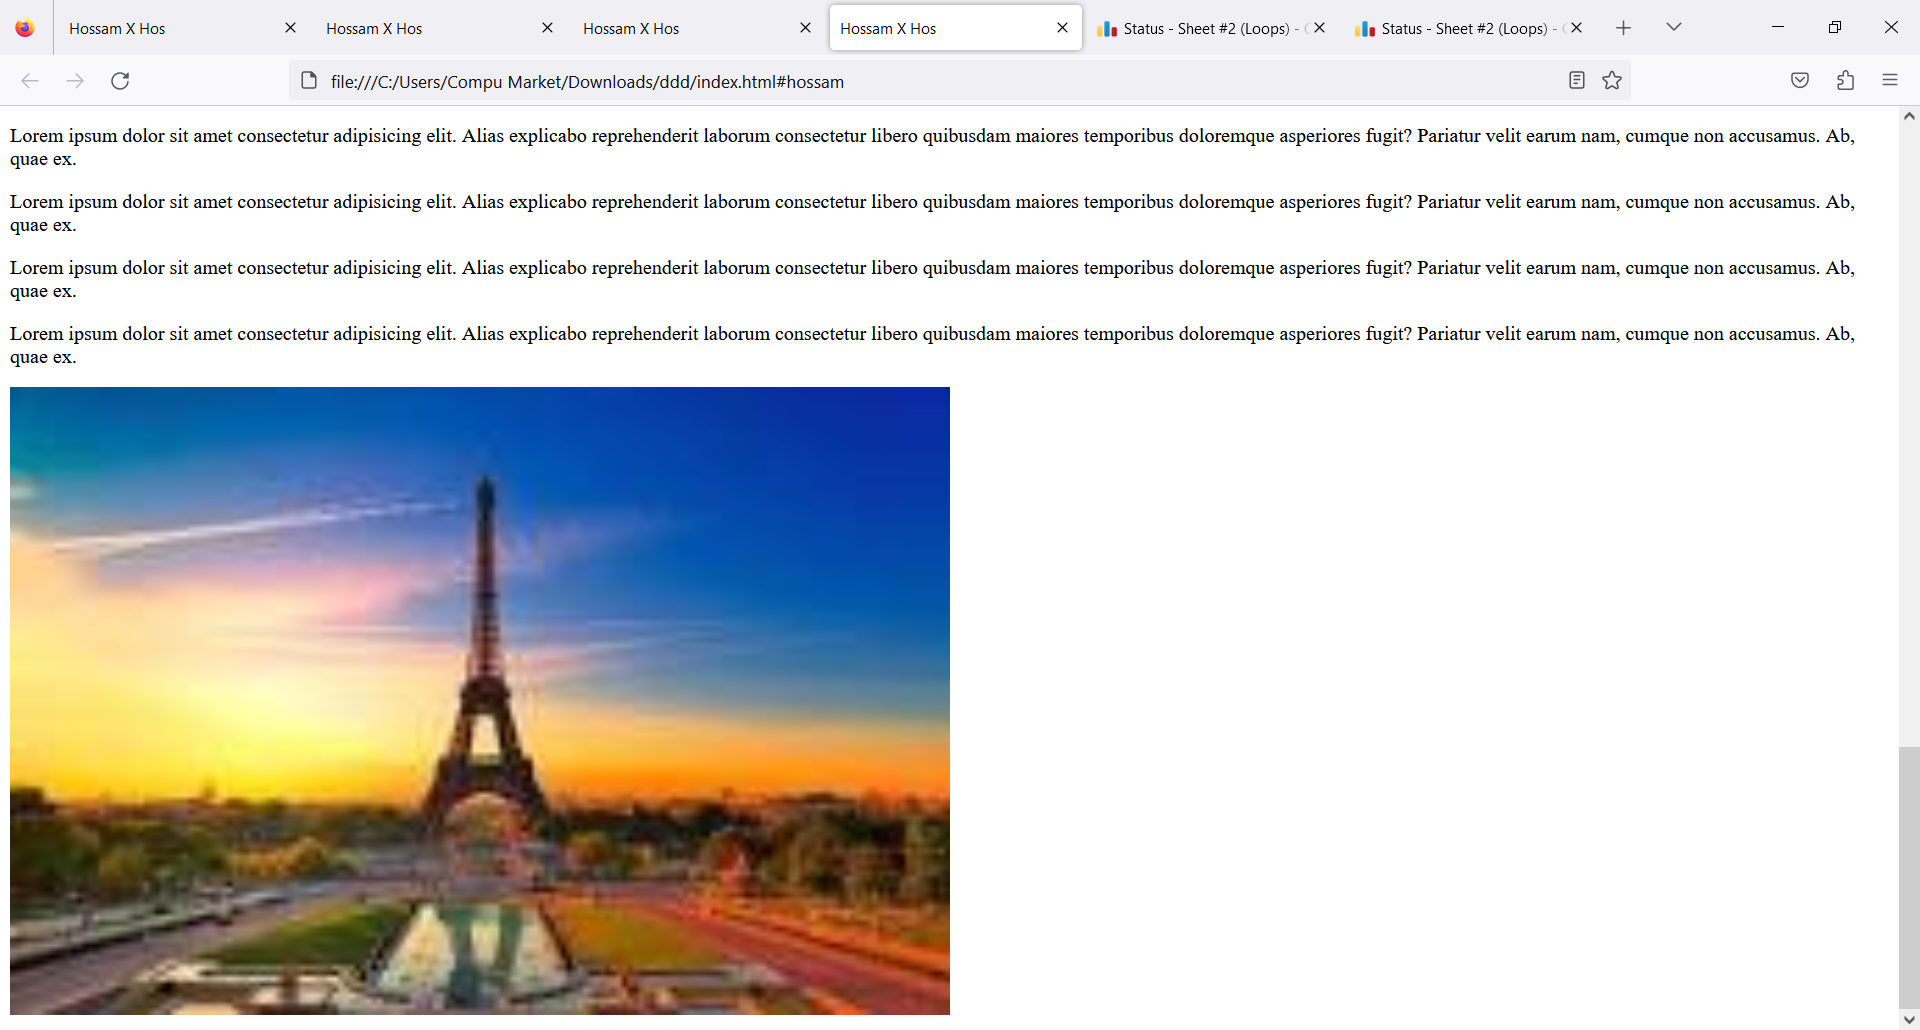 Hossam X Hos
Hossam X Hos
Hossam X Hos
Hossam X Hos
Status - Sheet #2 (Loops) -
Status - Sheet #2 (Loops) -
file:///C:/Users/Compu Market/Downloads/ddd/index.html#hossam
Lorem ipsum dolor sit amet consectetur adipisicing elit. Alias explicabo reprehenderit laborum consectetur libero quibusdam maiores temporibus doloremque asperiores fugit? Pariatur velit earum nam, cumque non accusamus. Ab,
quae ex.
Lorem ipsum dolor sit amet consectetur adipisicing elit. Alias explicabo reprehenderit laborum consectetur libero quibusdam maiores temporibus doloremque asperiores fugit? Pariatur velit earum nam, cumque non accusamus. Ab,
quae ex.
Lorem ipsum dolor sit amet consectetur adipisicing elit. Alias explicabo reprehenderit laborum consectetur libero quibusdam maiores temporibus doloremque asperiores fugit? Pariatur velit earum nam, cumque non accusamus. Ab,
quae ex.
Lorem ipsum dolor sit amet consectetur adipisicing elit. Alias explicabo reprehenderit laborum consectetur libero quibusdam maiores temporibus doloremque asperiores fugit? Pariatur velit earum nam, cumque non accusamus. Ab,
quae ex.